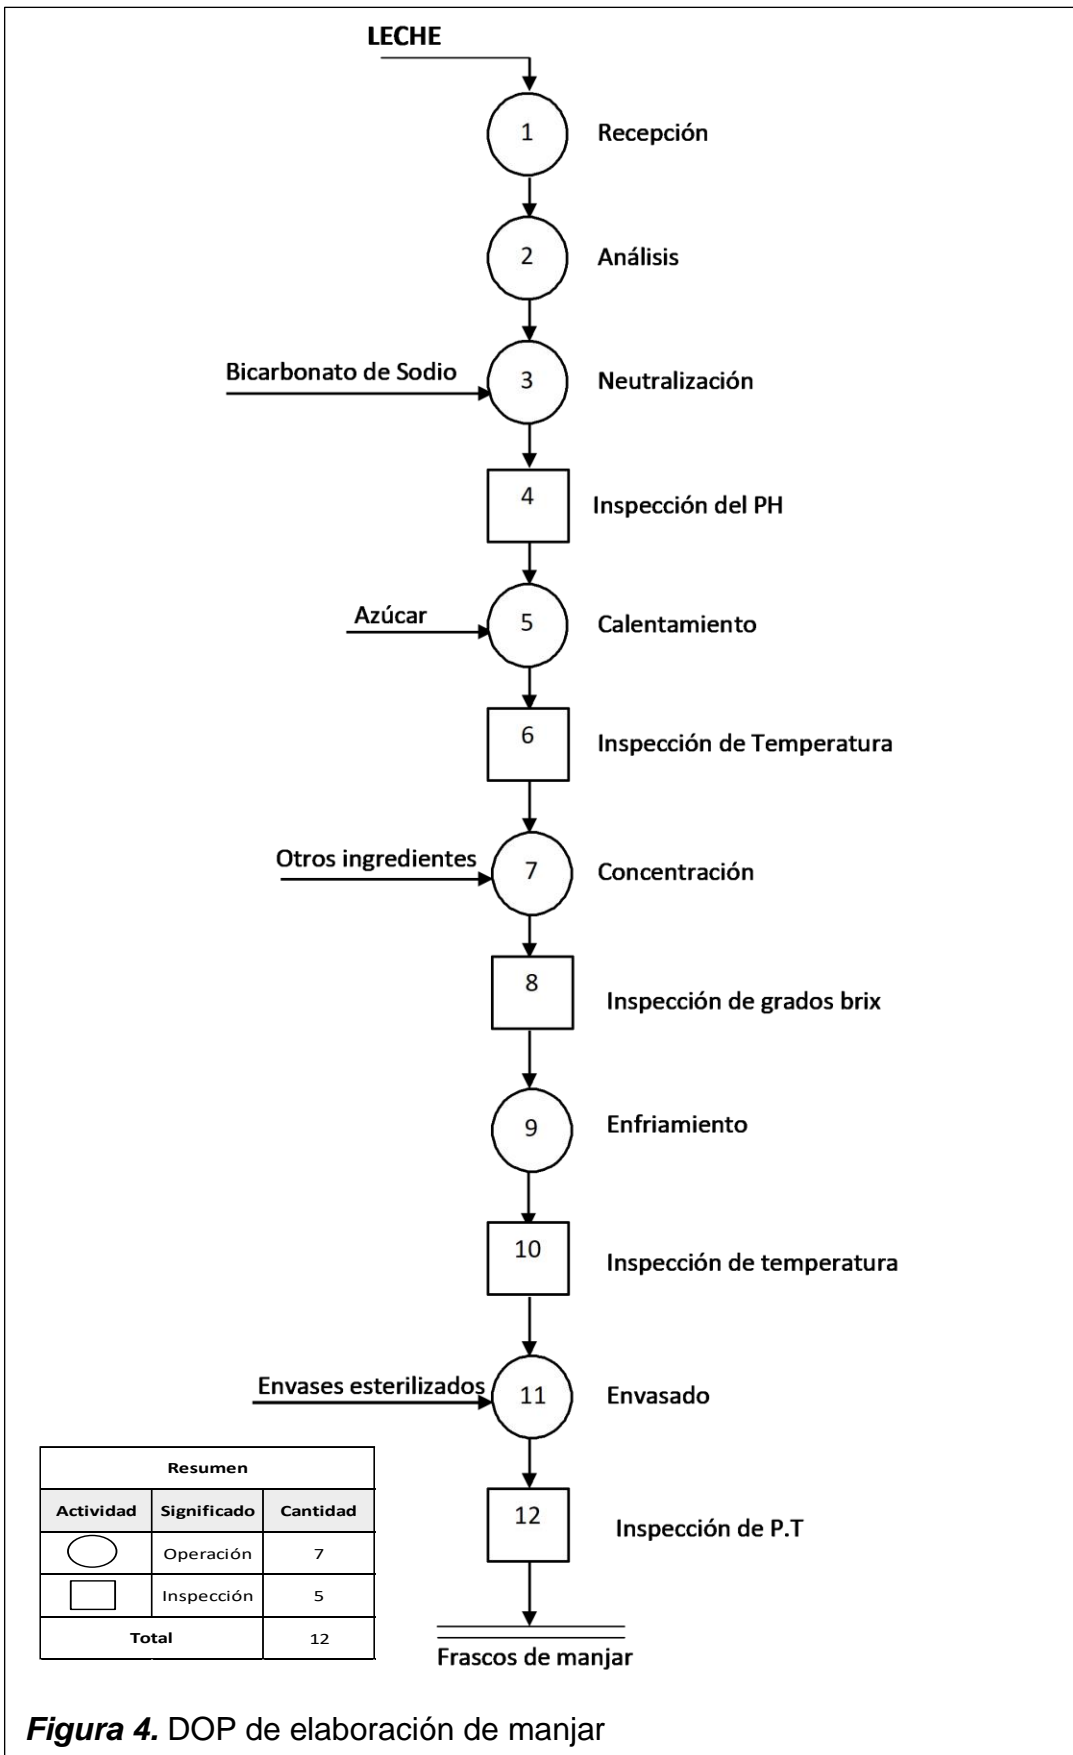 LECHE
1 Recepción
2 Análisis
Bicarbonato de Sodio 3 Neutralización
4 Inspección del PH
Azúcar 5 Calentamiento
6 Inspección de Temperatura
Otros ingredientes 7 Concentración
8 Inspección de grados brix
9 Enfriamiento
10 Inspección de temperatura
Envases esterilizados 11 Envasado
12 Inspección de P.T
Frascos de manjar
Resumen
Actividad Significado Cantidad
Operación 7
Inspección 5
Total 12
Figura 4. DOP de elaboración de manjar